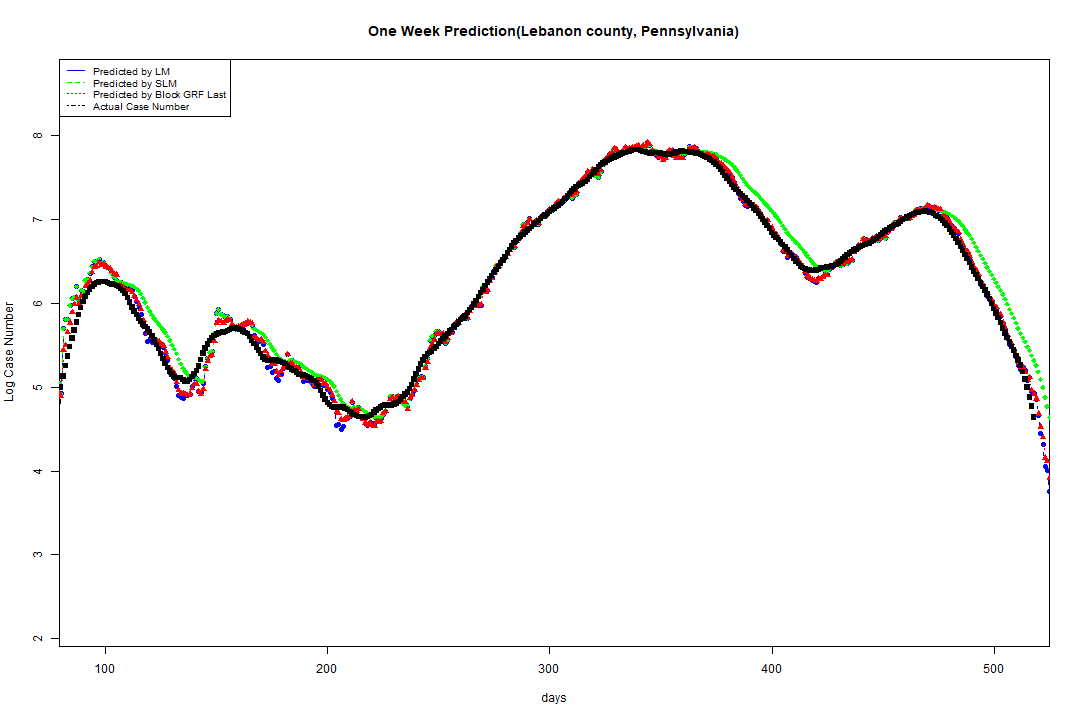 One Week Prediction(Lebanon county, Pennsylvania)
Predicted by LM
Predicted by SLM
Predicted by Block GRF Last
Actual Case Number
8
7
6
5
4
3
2
Log Case Number
100 200 300 400 500
days